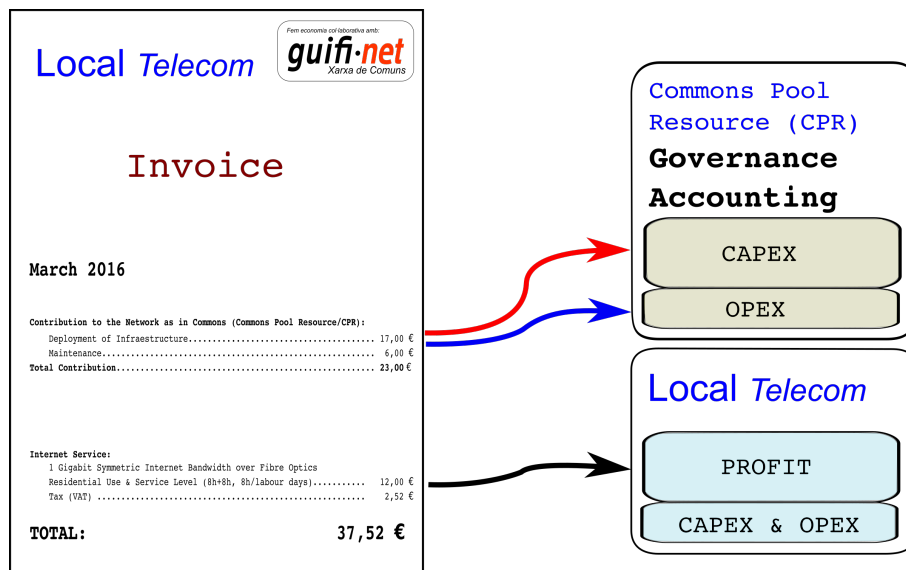 Local Telecom
Fem economia col·laborativa amb:
guifi·net
Xarxa de Comuns
Invoice
March 2016
Contribution to the Network as in Commons (Commons Pool Resource/CPR):
Deployment of Infraestructure................................... 17,00 €
Maintenance................................................... 6,00 €
Total Contribution................................................ 23,00 €
Internet Service:
1 Gigabit Symmetric Internet Bandwidth over Fibre Optics
Residential Use & Service Level (8h+8h, 8h/labour days).......... 12,00 €
Tax (VAT) .................................................. 2,52 €
TOTAL: 37,52 €
Commons Pool
Resource (CPR)
Governance
Accounting
CAPEX
OPEX
Local Telecom
PROFIT
CAPEX & OPEX